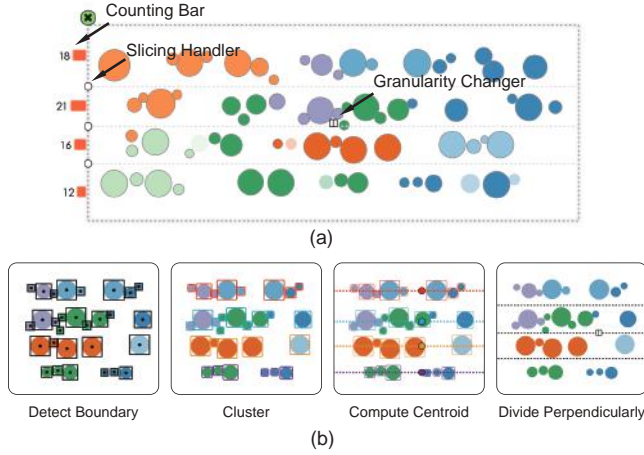 Counting Bar
18
Slicing Handler
Granularity Changer
21
16
12
(a)
Detect Boundary
Cluster
Compute Centroid
Divide Perpendicularly
(b)